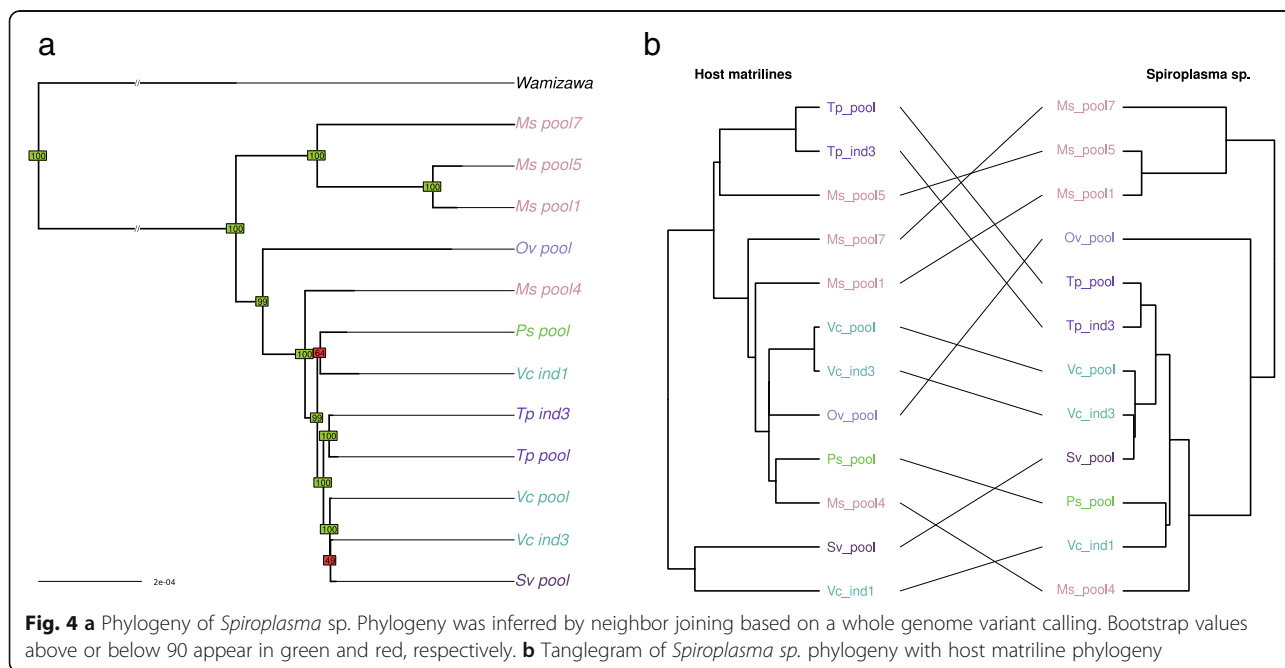 a
Wamizawa
Ms pool7
Ms pool5
Ms pool1
Ov pool
Ms pool4
Ps pool
Vc ind1
Tp ind3
Tp pool
Vc pool
Vc ind3
Sv pool
100
100
100
100
99
100
64
99
100
100
100
49
2e-04
b
Host matrilines
Spiroplasma sp.
Tp_pool
Tp_ind3
Ms_pool5
Ms_pool7
Ms_pool1
Vc_pool
Vc_ind3
Ov_pool
Ps_pool
Ms_pool4
Sv_pool
Vc_ind1
Ms_pool7
Ms_pool5
Ms_pool1
Ov_pool
Tp_pool
Tp_ind3
Vc_pool
Vc_ind3
Sv_pool
Ps_pool
Vc_ind1
Ms_pool4
Fig. 4 a Phylogeny of Spiroplasma sp. Phylogeny was inferred by neighbor joining based on a whole genome variant calling. Bootstrap values
above or below 90 appear in green and red, respectively. b Tanglegram of Spiroplasma sp. phylogeny with host matriline phylogeny